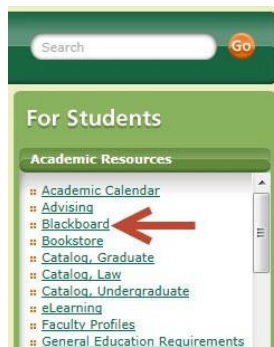 Search
Go
For Students
Academic Resources
Academic Calendar
Advising
Blackboard
Bookstore
Catalog, Graduate
Catalog, Law
Catalog, Undergraduate
eLearning
Faculty Profiles
General Education Requirements